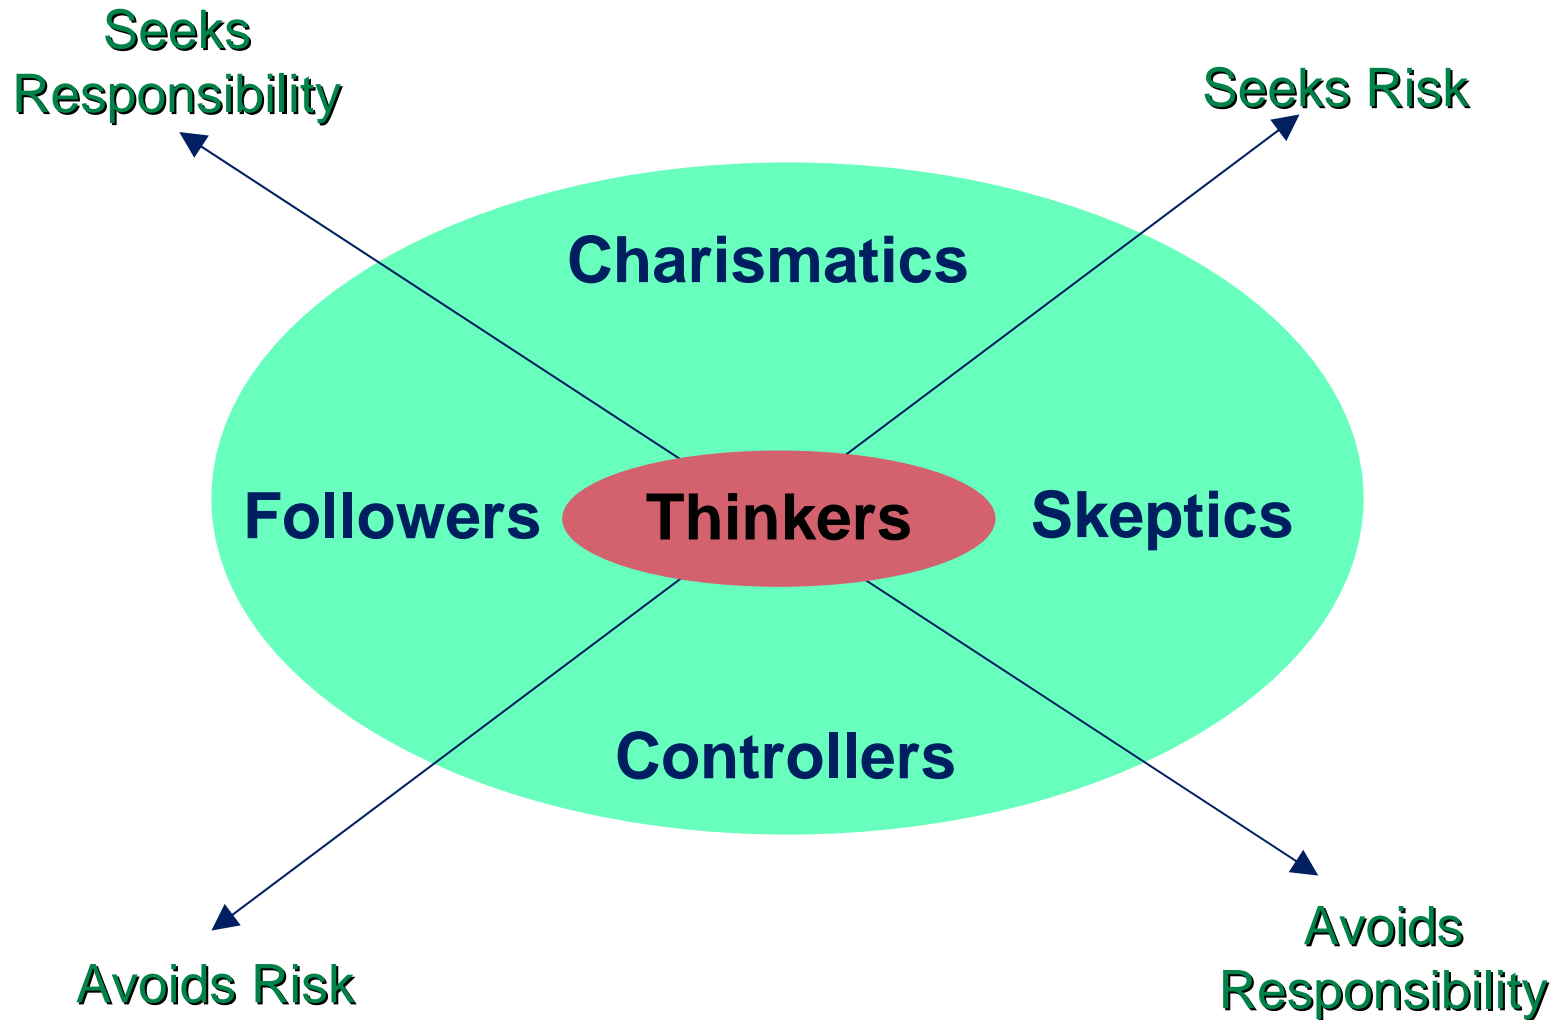 Seeks
Responsibility
Seeks Risk
Charismatics
Followers
Thinkers
Skeptics
Controllers
Avoids Risk
Avoids
Responsibility